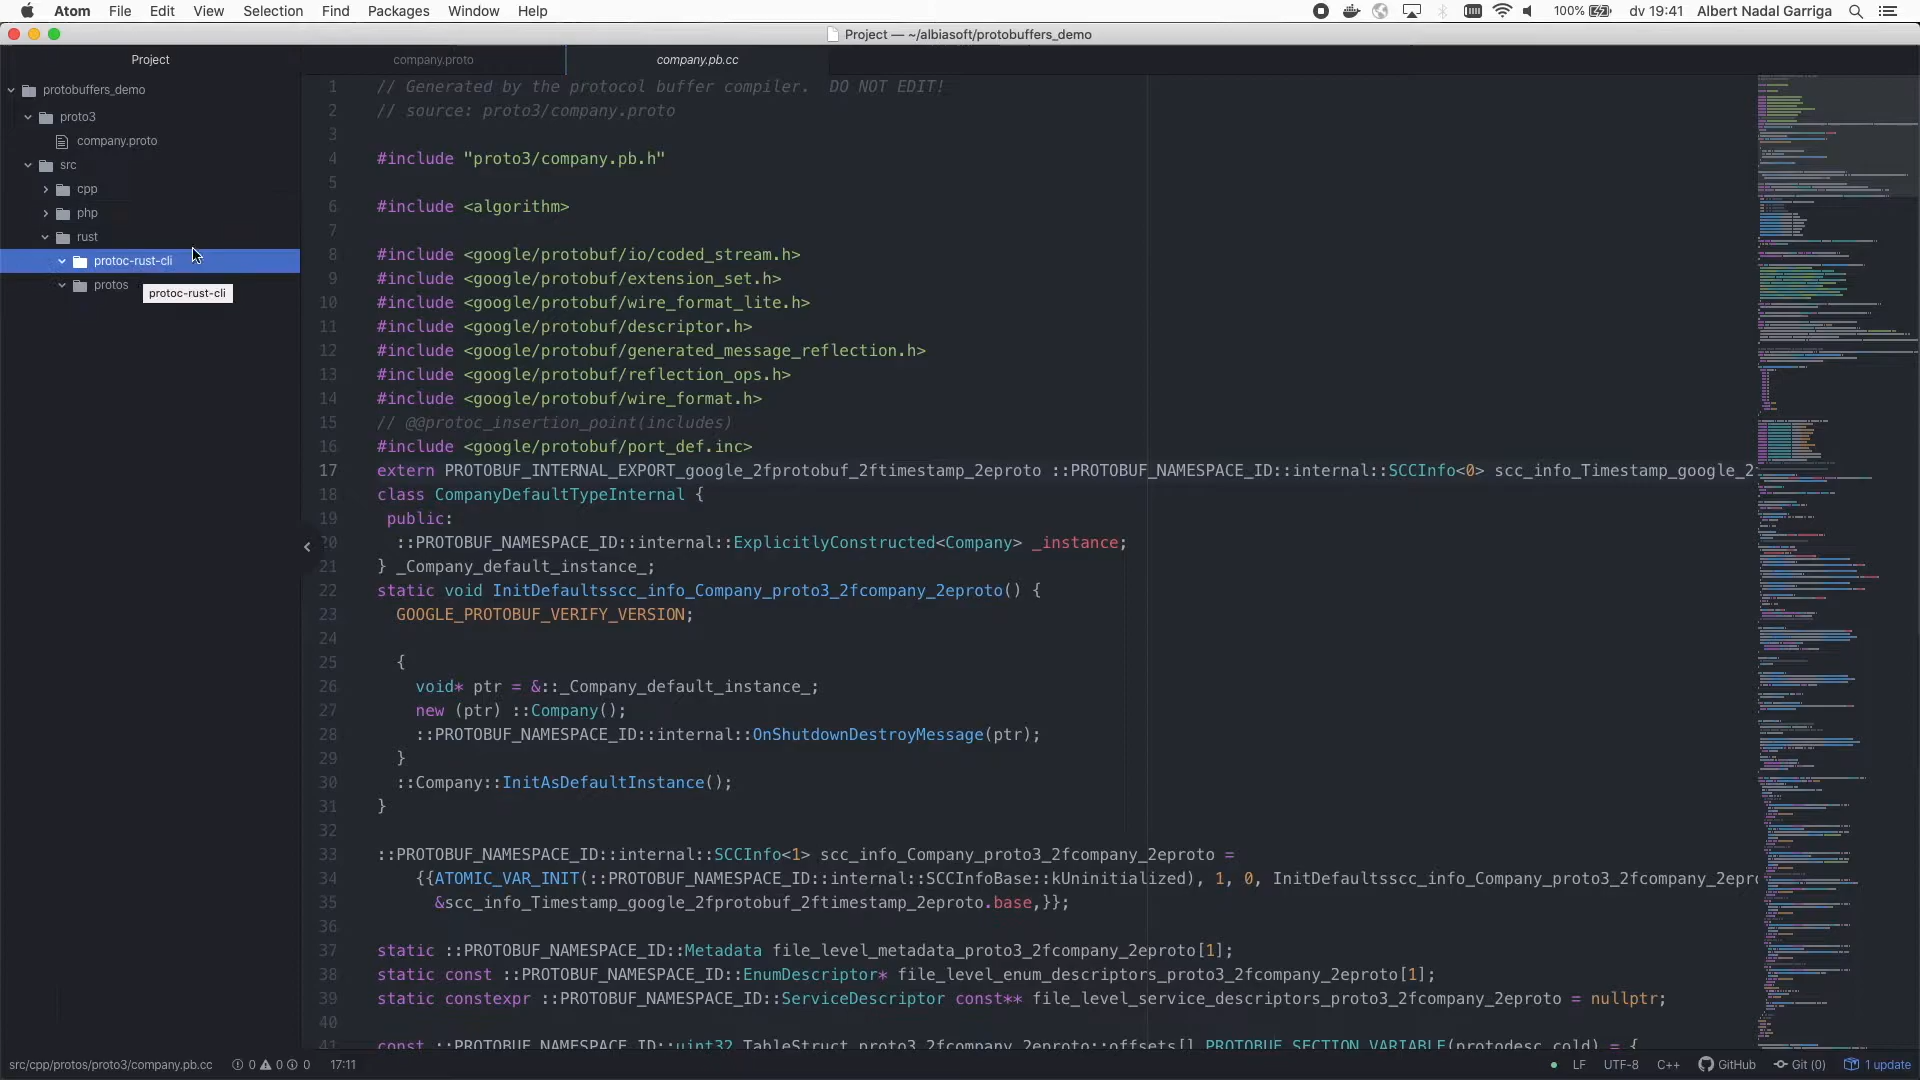 Atom File Edit View Selection Find Packages Window Help 100% dv 19:41 Albert Nadal Garriga
Project — ~/albiasoft/protobuffers_demo
Project
company.proto
company.pb.cc
protobuffers_demo
proto3
company.proto
src
cpp
php
rust
protoc-rust-cli
protos
protoc-rust-cli
1 // Generated by the protocol buffer compiler.  DO NOT EDIT!
2 // source: proto3/company.proto
3
4 #include "proto3/company.pb.h"
5
6 #include <algorithm>
7
8 #include <google/protobuf/io/coded_stream.h>
9 #include <google/protobuf/extension_set.h>
10 #include <google/protobuf/wire_format_lite.h>
11 #include <google/protobuf/descriptor.h>
12 #include <google/protobuf/generated_message_reflection.h>
13 #include <google/protobuf/reflection_ops.h>
14 #include <google/protobuf/wire_format.h>
15 // @@protoc_insertion_point(includes)
16 #include <google/protobuf/port_def.inc>
17 extern PROTOBUF_INTERNAL_EXPORT_google_2fprotobuf_2ftimestamp_2eproto ::PROTOBUF_NAMESPACE_ID::internal::SCCInfo<0> scc_info_Timestamp_google_2
18 class CompanyDefaultTypeInternal {
19  public:
20   ::PROTOBUF_NAMESPACE_ID::internal::ExplicitlyConstructed<Company> _instance;
21 } _Company_default_instance_;
22 static void InitDefaultsscc_info_Company_proto3_2fcompany_2eproto() {
23   GOOGLE_PROTOBUF_VERIFY_VERSION;
24
25   {
26     void* ptr = &::_Company_default_instance_;
27     new (ptr) ::Company();
28     ::PROTOBUF_NAMESPACE_ID::internal::OnShutdownDestroyMessage(ptr);
29   }
30   ::Company::InitAsDefaultInstance();
31 }
32
33 ::PROTOBUF_NAMESPACE_ID::internal::SCCInfo<1> scc_info_Company_proto3_2fcompany_2eproto =
34     {{ATOMIC_VAR_INIT(::PROTOBUF_NAMESPACE_ID::internal::SCCInfoBase::kUninitialized), 1, 0, InitDefaultsscc_info_Company_proto3_2fcompany_2epro
35       &scc_info_Timestamp_google_2fprotobuf_2ftimestamp_2eproto.base,}};
36
37 static ::PROTOBUF_NAMESPACE_ID::Metadata file_level_metadata_proto3_2fcompany_2eproto[1];
38 static const ::PROTOBUF_NAMESPACE_ID::EnumDescriptor* file_level_enum_descriptors_proto3_2fcompany_2eproto[1];
39 static constexpr ::PROTOBUF_NAMESPACE_ID::ServiceDescriptor const** file_level_service_descriptors_proto3_2fcompany_2eproto = nullptr;
40
41 const ::PROTOBUF_NAMESPACE_ID::uint32 TableStruct_proto3_2fcompany_2eproto::offsets[] PROTOBUF_SECTION_VARIABLE(protodesc_cold) = {
src/cpp/protos/proto3/company.pb.cc 0 0 0 17:11 LF UTF-8 C++ GitHub Git (0) 1 update